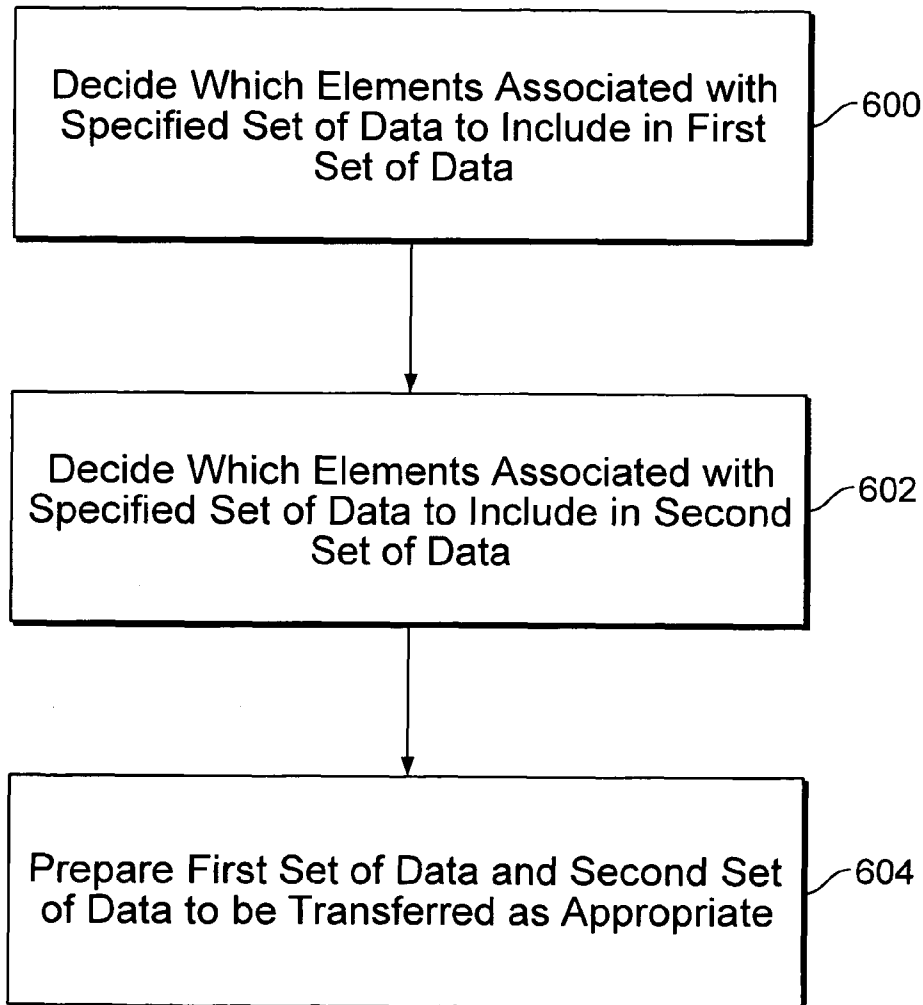 Decide Which Elements Associated with
Specified Set of Data to Include in First
Set of Data
600
Decide Which Elements Associated with
Specified Set of Data to Include in Second
Set of Data
602
Prepare First Set of Data and Second Set
of Data to be Transferred as Appropriate
604